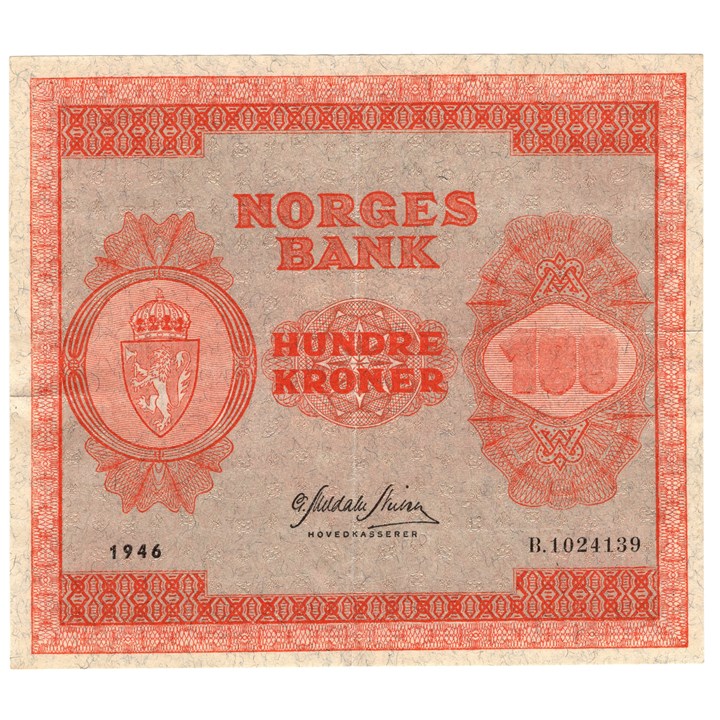 NORGES
BANK
HUNDRE
KRONER
100
HOVEDKASSERER
1946
B.1024139